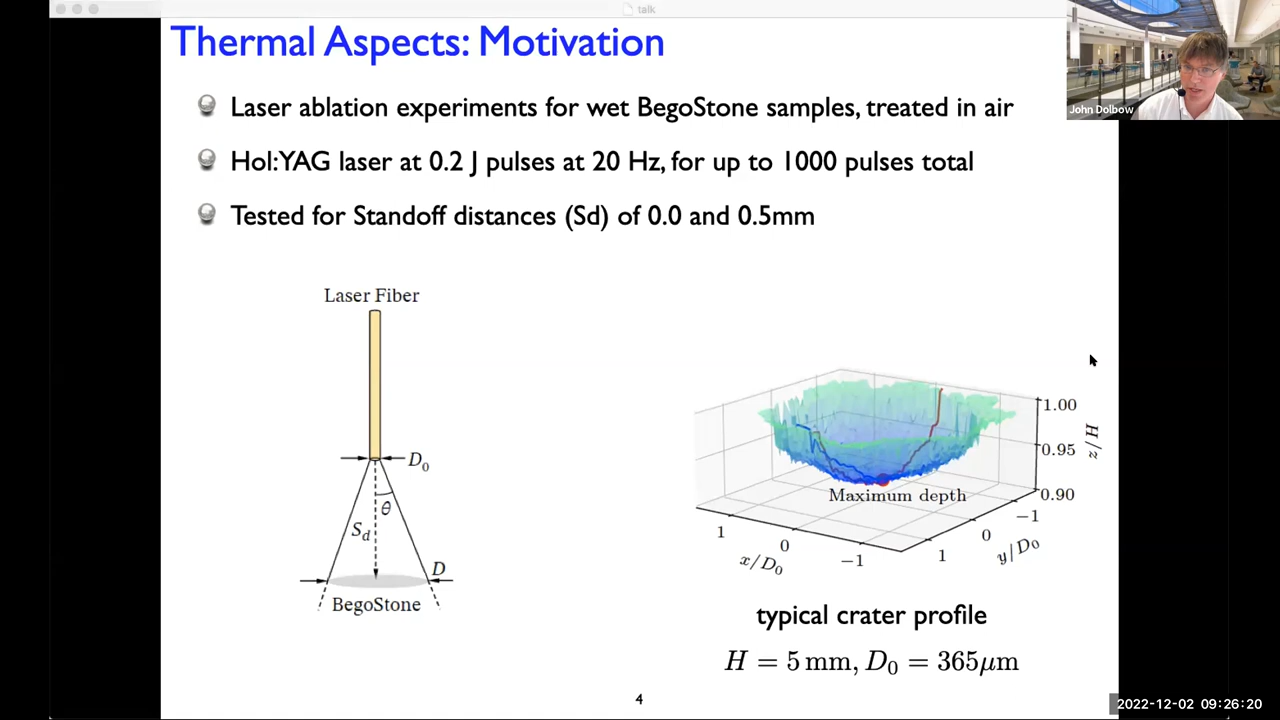 talk
Thermal Aspects: Motivation
John Dolbow
Laser ablation experiments for wet BegoStone samples, treated in air
Hol:YAG laser at 0.2 J pulses at 20 Hz, for up to 1000 pulses total
Tested for Standoff distances (Sd) of 0.0 and 0.5mm
Laser Fiber
D₀
θ
S_d
D
BegoStone
1.00
0.95
0.90
H/z
Maximum depth
1
0
−1
x/D₀
1
0
−1
y/D₀
typical crater profile
H = 5 mm, D₀ = 365μm
4
2022-12-02 09:26:20